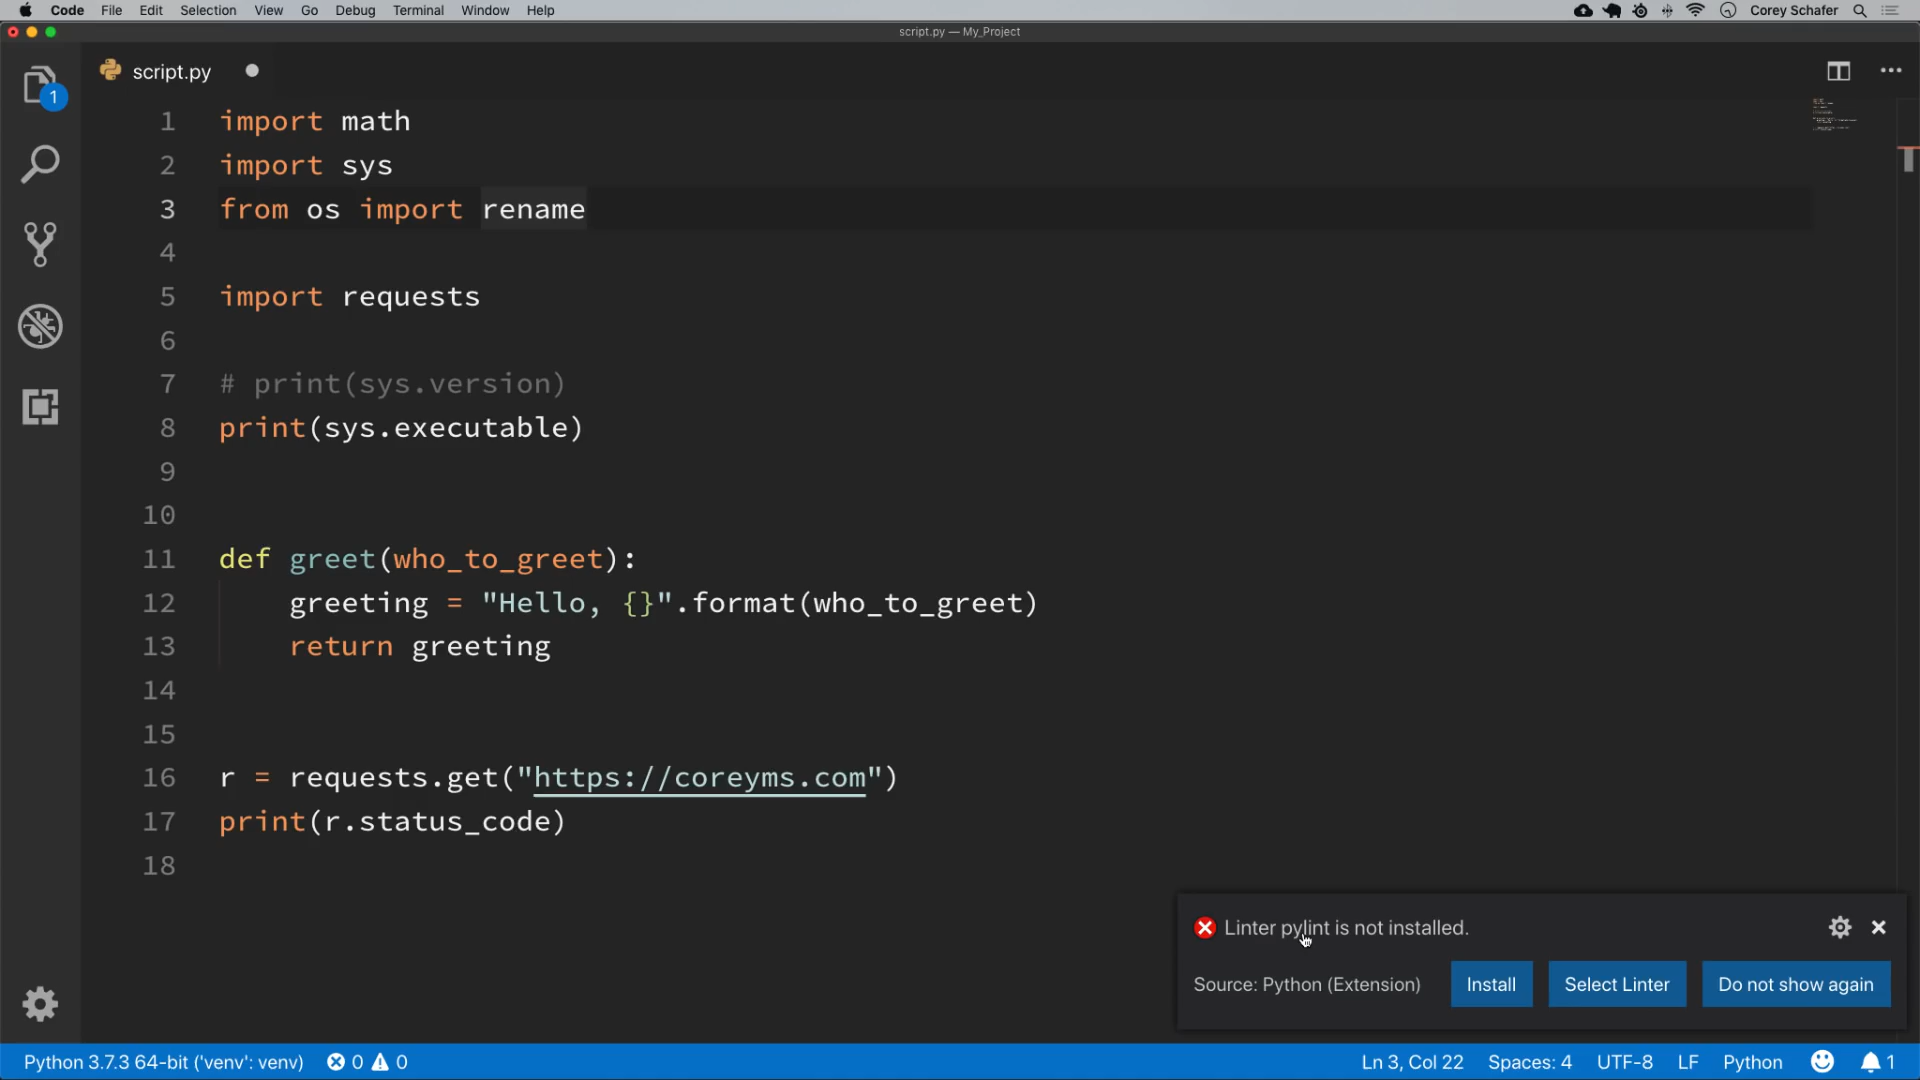 Code File Edit Selection View Go Debug Terminal Window Help Corey Schafer
script.py — My_Project
script.py
1
1 import math
2 import sys
3 from os import rename
4
5 import requests
6
7 # print(sys.version)
8 print(sys.executable)
9
10
11 def greet(who_to_greet):
12 greeting = "Hello, {}".format(who_to_greet)
13 return greeting
14
15
16 r = requests.get("https://coreyms.com")
17 print(r.status_code)
18
Linter pylint is not installed.
Source: Python (Extension) Install Select Linter Do not show again
Python 3.7.3 64-bit ('venv': venv) 0 0 Ln 3, Col 22 Spaces: 4 UTF-8 LF Python 1